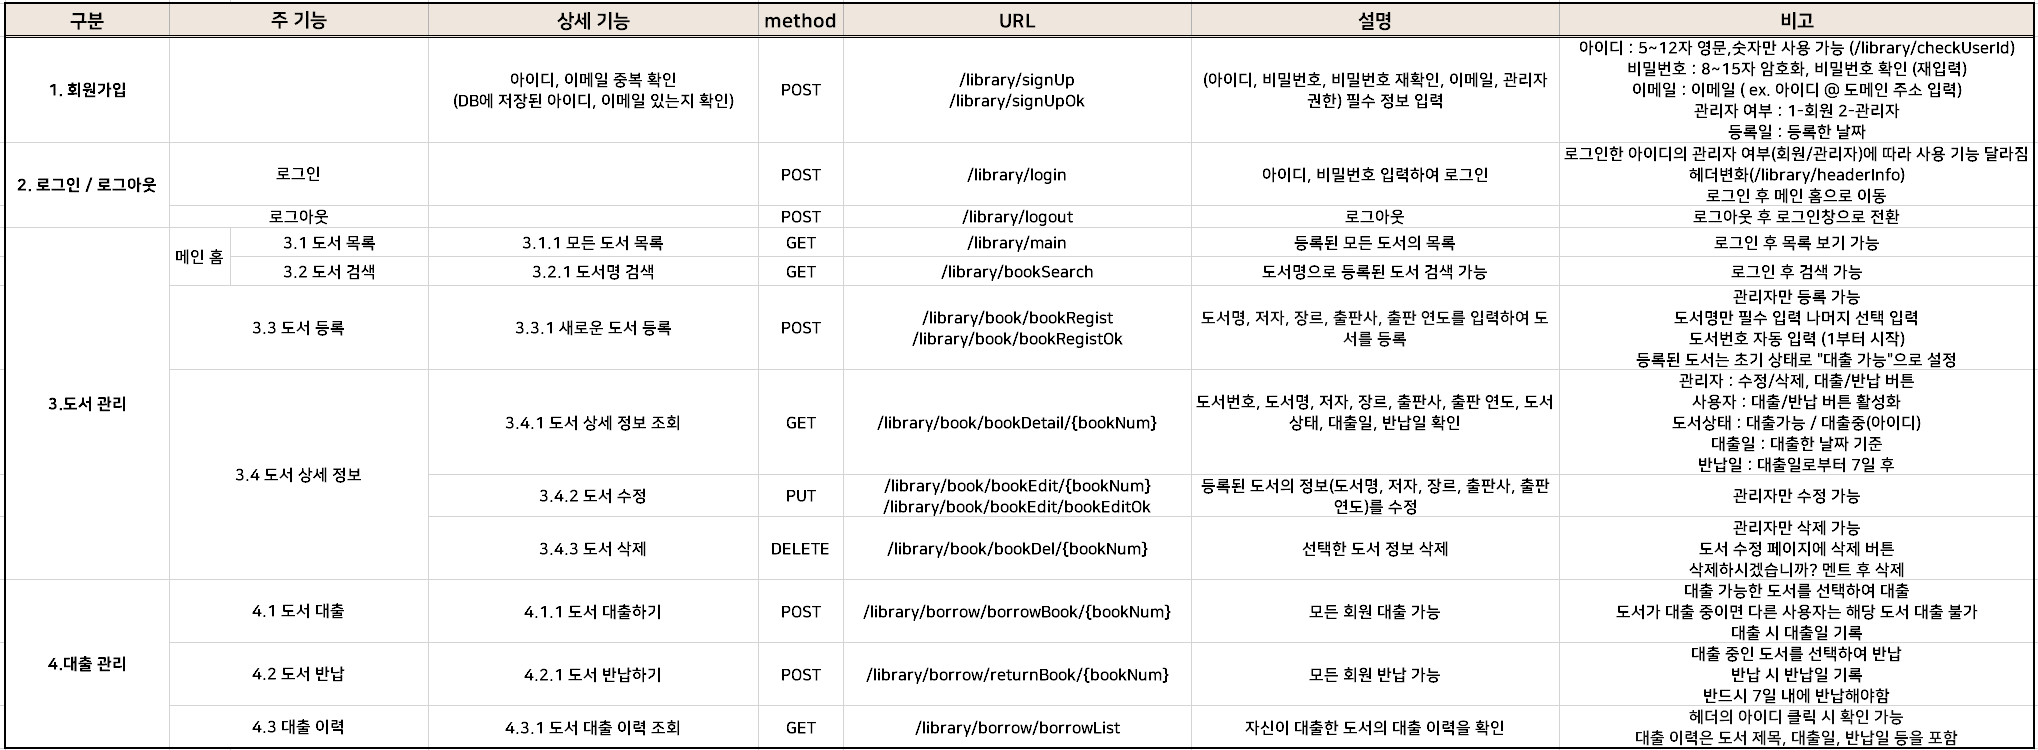 구분 주 기능 상세 기능 method URL 설명 비고
1. 회원가입
아이디, 이메일 중복 확인
(DB에 저장된 아이디, 이메일 있는지 확인)
POST
/library/signUp
/library/signUpOk
(아이디, 비밀번호, 비밀번호 재확인, 이메일, 관리자
권한) 필수 정보 입력
아이디 : 5~12자 영문,숫자만 사용 가능 (/library/checkUserId)
비밀번호 : 8~15자 암호화, 비밀번호 확인 (재입력)
이메일 : 이메일 ( ex. 아이디 @ 도메인 주소 입력)
관리자 여부 : 1-회원 2-관리자
등록일 : 등록한 날짜
2. 로그인 / 로그아웃
로그인
POST
/library/login
아이디, 비밀번호 입력하여 로그인
로그인한 아이디의 관리자 여부(회원/관리자)에 따라 사용 기능 달라짐
헤더변화(/library/headerInfo)
로그인 후 메인 홈으로 이동
로그아웃
POST
/library/logout
로그아웃
로그아웃 후 로그인창으로 전환
3.도서 관리
메인 홈
3.1 도서 목록
3.1.1 모든 도서 목록
GET
/library/main
등록된 모든 도서의 목록
로그인 후 목록 보기 가능
3.2 도서 검색
3.2.1 도서명 검색
GET
/library/bookSearch
도서명으로 등록된 도서 검색 가능
로그인 후 검색 가능
3.3 도서 등록
3.3.1 새로운 도서 등록
POST
/library/book/bookRegist
/library/book/bookRegistOk
도서명, 저자, 장르, 출판사, 출판 연도를 입력하여 도
서를 등록
관리자만 등록 가능
도서명만 필수 입력 나머지 선택 입력
도서번호 자동 입력 (1부터 시작)
등록된 도서는 초기 상태로 "대출 가능"으로 설정
3.4 도서 상세 정보
3.4.1 도서 상세 정보 조회
GET
/library/book/bookDetail/{bookNum}
도서번호, 도서명, 저자, 장르, 출판사, 출판 연도, 도서
상태, 대출일, 반납일 확인
관리자 : 수정/삭제, 대출/반납 버튼
사용자 : 대출/반납 버튼 활성화
도서상태 : 대출가능 / 대출중(아이디)
대출일 : 대출한 날짜 기준
반납일 : 대출일로부터 7일 후
3.4.2 도서 수정
PUT
/library/book/bookEdit/{bookNum}
/library/book/bookEdit/bookEditOk
등록된 도서의 정보(도서명, 저자, 장르, 출판사, 출판
연도)를 수정
관리자만 수정 가능
3.4.3 도서 삭제
DELETE
/library/book/bookDel/{bookNum}
선택한 도서 정보 삭제
관리자만 삭제 가능
도서 수정 페이지에 삭제 버튼
삭제하시겠습니까? 멘트 후 삭제
4.대출 관리
4.1 도서 대출
4.1.1 도서 대출하기
POST
/library/borrow/borrowBook/{bookNum}
모든 회원 대출 가능
대출 가능한 도서를 선택하여 대출
도서가 대출 중이면 다른 사용자는 해당 도서 대출 불가
대출 시 대출일 기록
4.2 도서 반납
4.2.1 도서 반납하기
POST
/library/borrow/returnBook/{bookNum}
모든 회원 반납 가능
대출 중인 도서를 선택하여 반납
반납 시 반납일 기록
반드시 7일 내에 반납해야함
4.3 대출 이력
4.3.1 도서 대출 이력 조회
GET
/library/borrow/borrowList
자신이 대출한 도서의 대출 이력을 확인
헤더의 아이디 클릭 시 확인 가능
대출 이력은 도서 제목, 대출일, 반납일 등을 포함